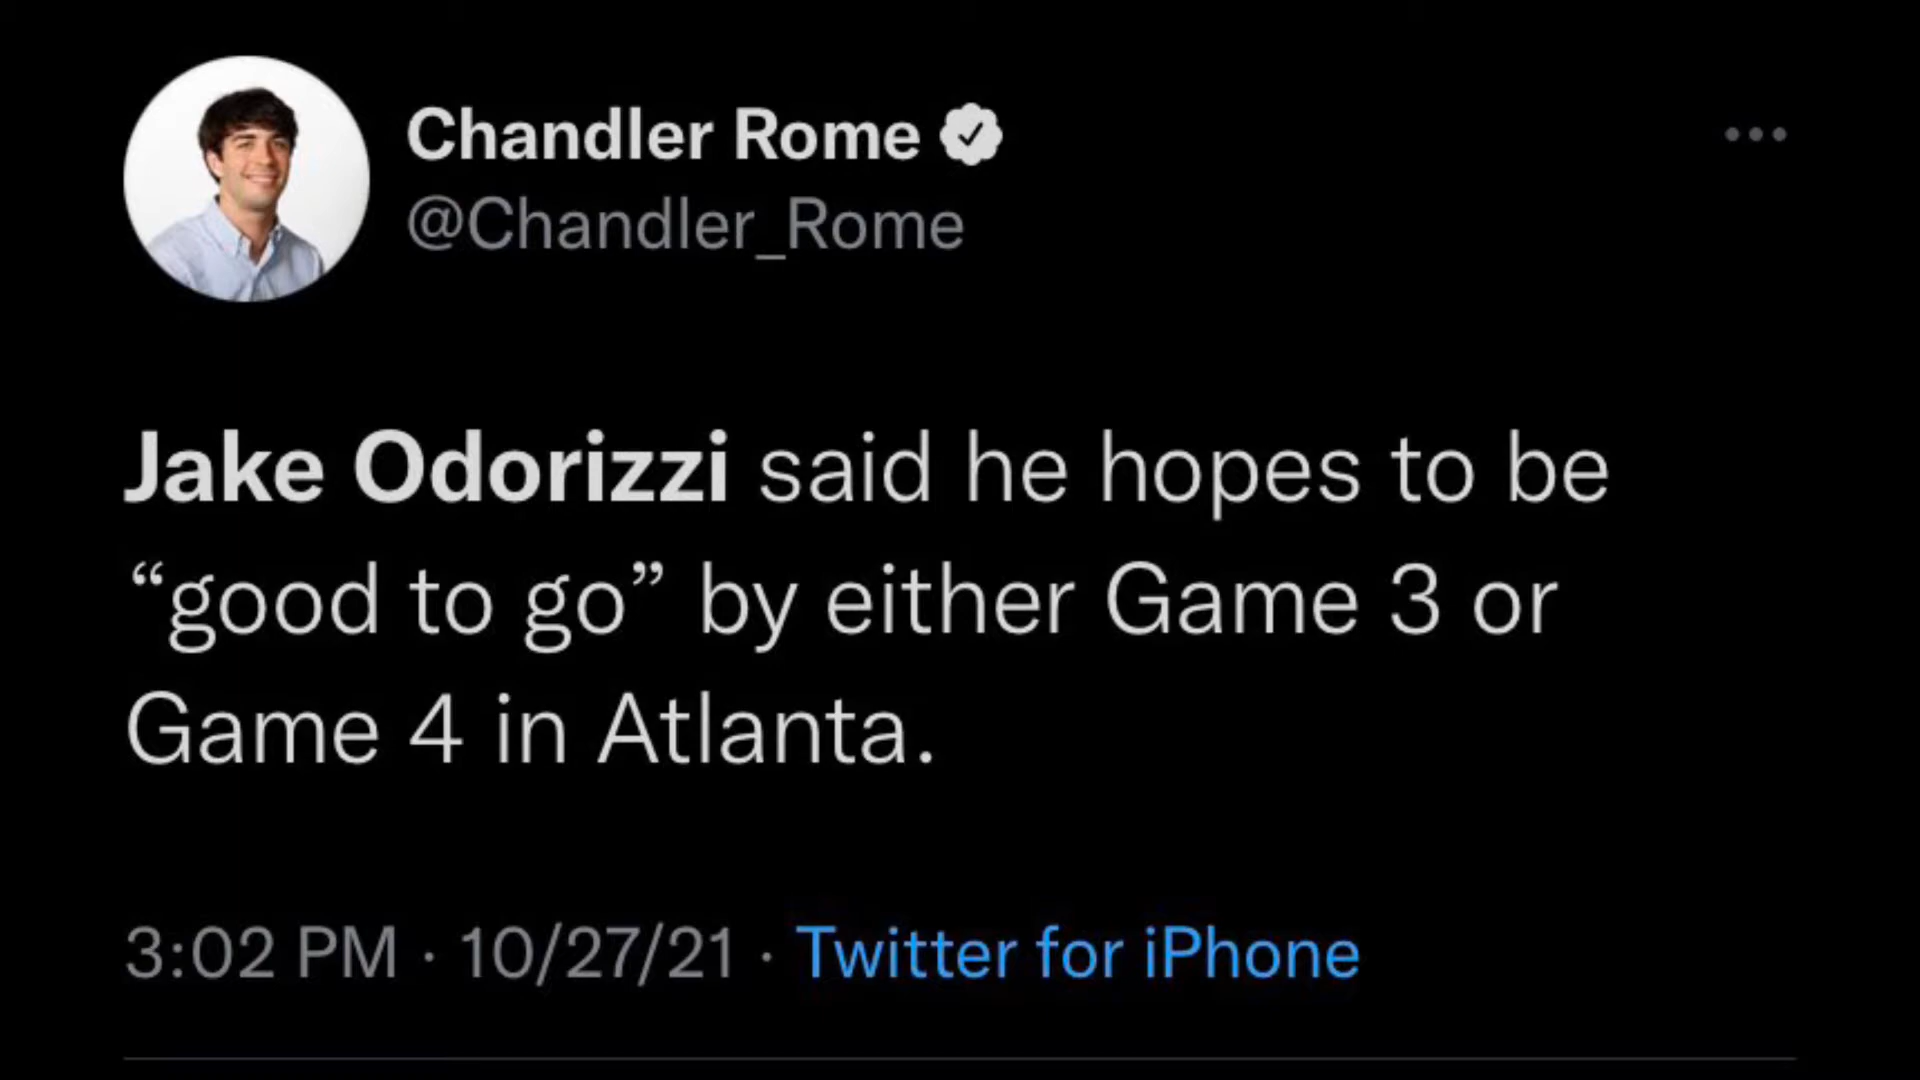 Chandler Rome
@Chandler_Rome
Jake Odorizzi said he hopes to be
“good to go” by either Game 3 or
Game 4 in Atlanta.
3:02 PM · 10/27/21 · Twitter for iPhone